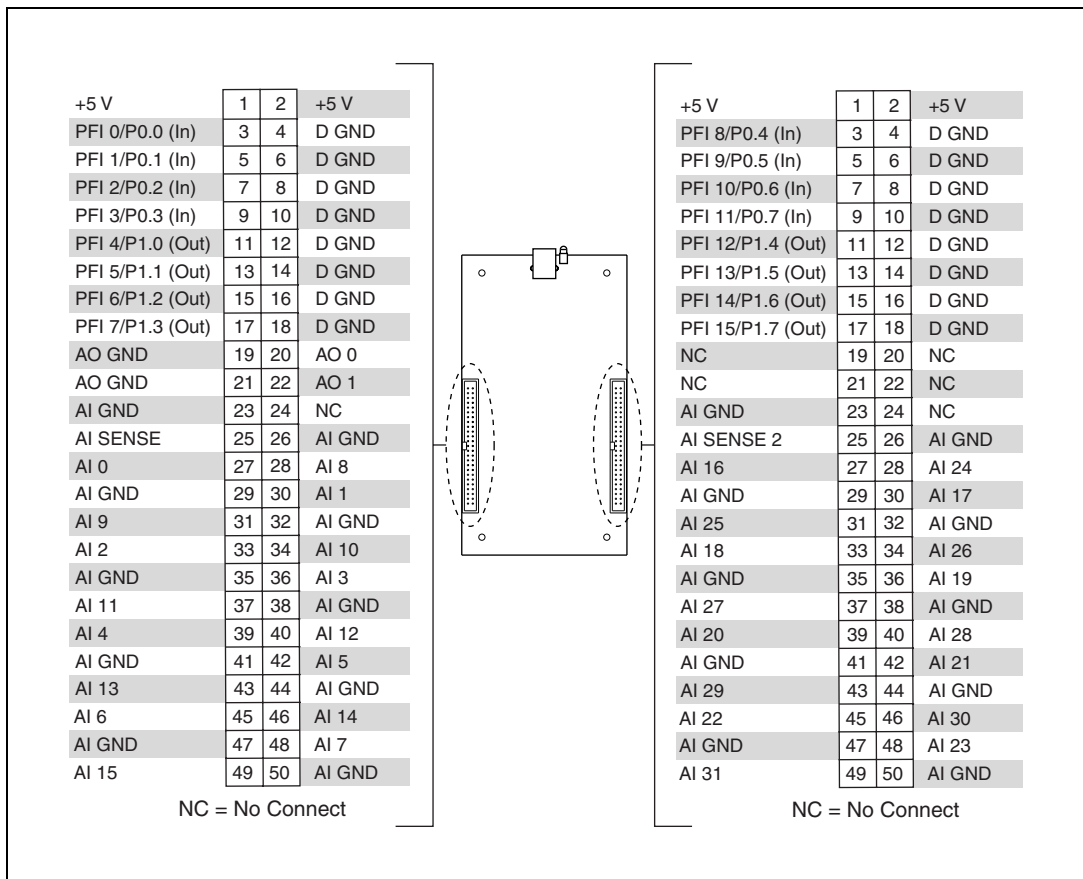 +5 V 1 2 +5 V
PFI 0/P0.0 (In) 3 4 D GND
PFI 1/P0.1 (In) 5 6 D GND
PFI 2/P0.2 (In) 7 8 D GND
PFI 3/P0.3 (In) 9 10 D GND
PFI 4/P1.0 (Out) 11 12 D GND
PFI 5/P1.1 (Out) 13 14 D GND
PFI 6/P1.2 (Out) 15 16 D GND
PFI 7/P1.3 (Out) 17 18 D GND
AO GND 19 20 AO 0
AO GND 21 22 AO 1
AI GND 23 24 NC
AI SENSE 25 26 AI GND
AI 0 27 28 AI 8
AI GND 29 30 AI 1
AI 9 31 32 AI GND
AI 2 33 34 AI 10
AI GND 35 36 AI 3
AI 11 37 38 AI GND
AI 4 39 40 AI 12
AI GND 41 42 AI 5
AI 13 43 44 AI GND
AI 6 45 46 AI 14
AI GND 47 48 AI 7
AI 15 49 50 AI GND
NC = No Connect
+5 V 1 2 +5 V
PFI 8/P0.4 (In) 3 4 D GND
PFI 9/P0.5 (In) 5 6 D GND
PFI 10/P0.6 (In) 7 8 D GND
PFI 11/P0.7 (In) 9 10 D GND
PFI 12/P1.4 (Out) 11 12 D GND
PFI 13/P1.5 (Out) 13 14 D GND
PFI 14/P1.6 (Out) 15 16 D GND
PFI 15/P1.7 (Out) 17 18 D GND
NC 19 20 NC
NC 21 22 NC
AI GND 23 24 NC
AI SENSE 2 25 26 AI GND
AI 16 27 28 AI 24
AI GND 29 30 AI 17
AI 25 31 32 AI GND
AI 18 33 34 AI 26
AI GND 35 36 AI 19
AI 27 37 38 AI GND
AI 20 39 40 AI 28
AI GND 41 42 AI 21
AI 29 43 44 AI GND
AI 22 45 46 AI 30
AI GND 47 48 AI 23
AI 31 49 50 AI GND
NC = No Connect